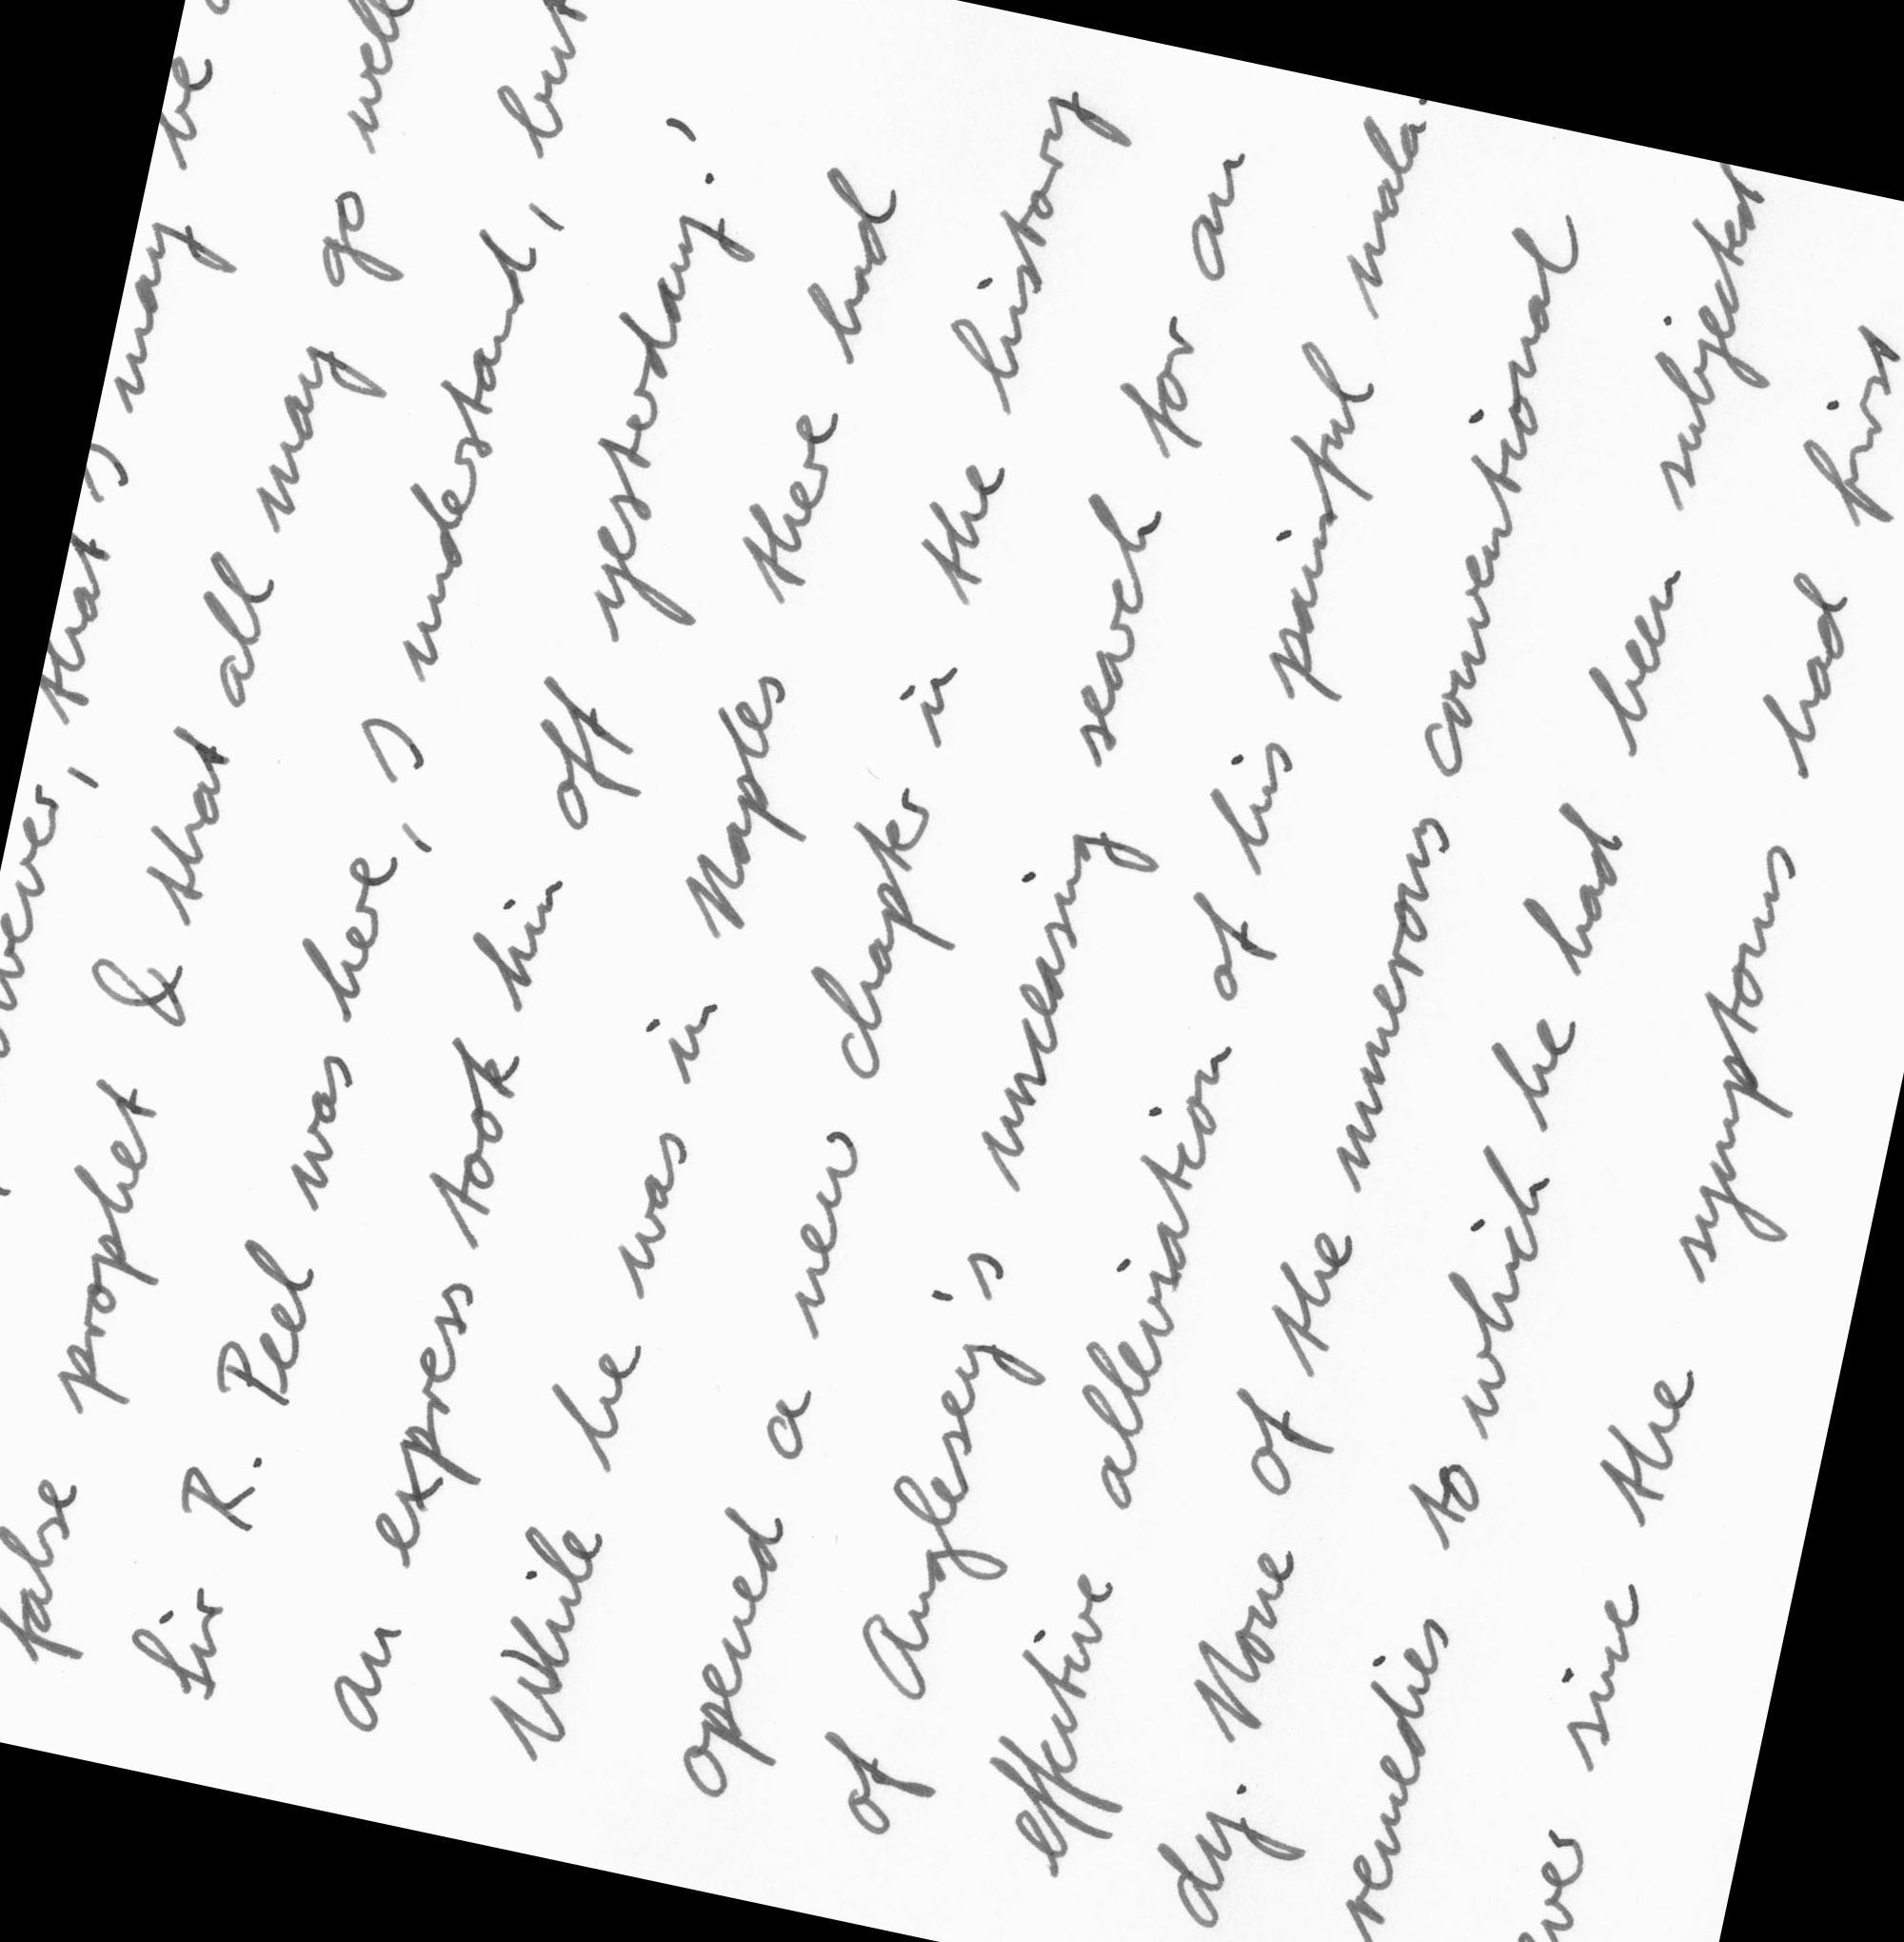 that I may be
false prophet & that all may go well
Sir R. Peel was here, I understand, but
an express took him off yesterday.'
While he was in Naples there had
opened a new chapter in the history
of Anglesey's unceasing search for an
effective alleviation of his painful mala-
dy. None of the numerous conventional
remedies to which he had been subjected
ever since the symptoms had first